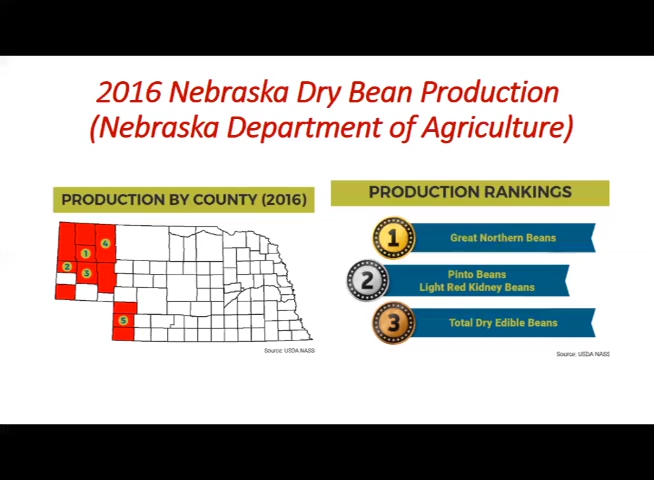 2016 Nebraska Dry Bean Production
(Nebraska Department of Agriculture)
PRODUCTION BY COUNTY (2016)
4
1
2
3
5
Source: USDA NASS
PRODUCTION RANKINGS
1
Great Northern Beans
2
Pinto Beans
Light Red Kidney Beans
3
Total Dry Edible Beans
Source: USDA NASS